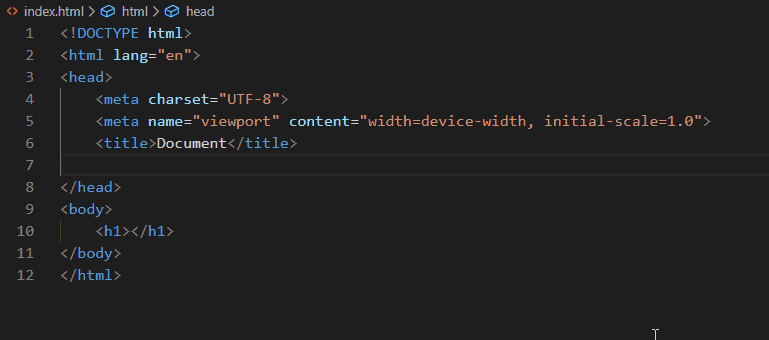 index.html > html > head
1 <!DOCTYPE html>
2 <html lang="en">
3 <head>
4     <meta charset="UTF-8">
5     <meta name="viewport" content="width=device-width, initial-scale=1.0">
6     <title>Document</title>
7
8 </head>
9 <body>
10     <h1></h1>
11 </body>
12 </html>